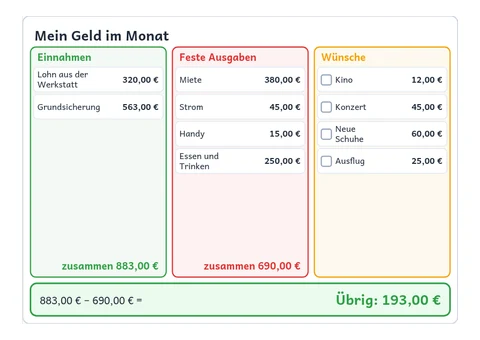 Mein Geld im Monat
Einnahmen
Lohn aus der
Werkstatt
320,00 €
Grundsicherung 563,00 €
zusammen 883,00 €
Feste Ausgaben
Miete 380,00 €
Strom 45,00 €
Handy 15,00 €
Essen und
Trinken
250,00 €
zusammen 690,00 €
Wünsche
Kino 12,00 €
Konzert 45,00 €
Neue
Schuhe
60,00 €
Ausflug 25,00 €
883,00 € − 690,00 € = Übrig: 193,00 €